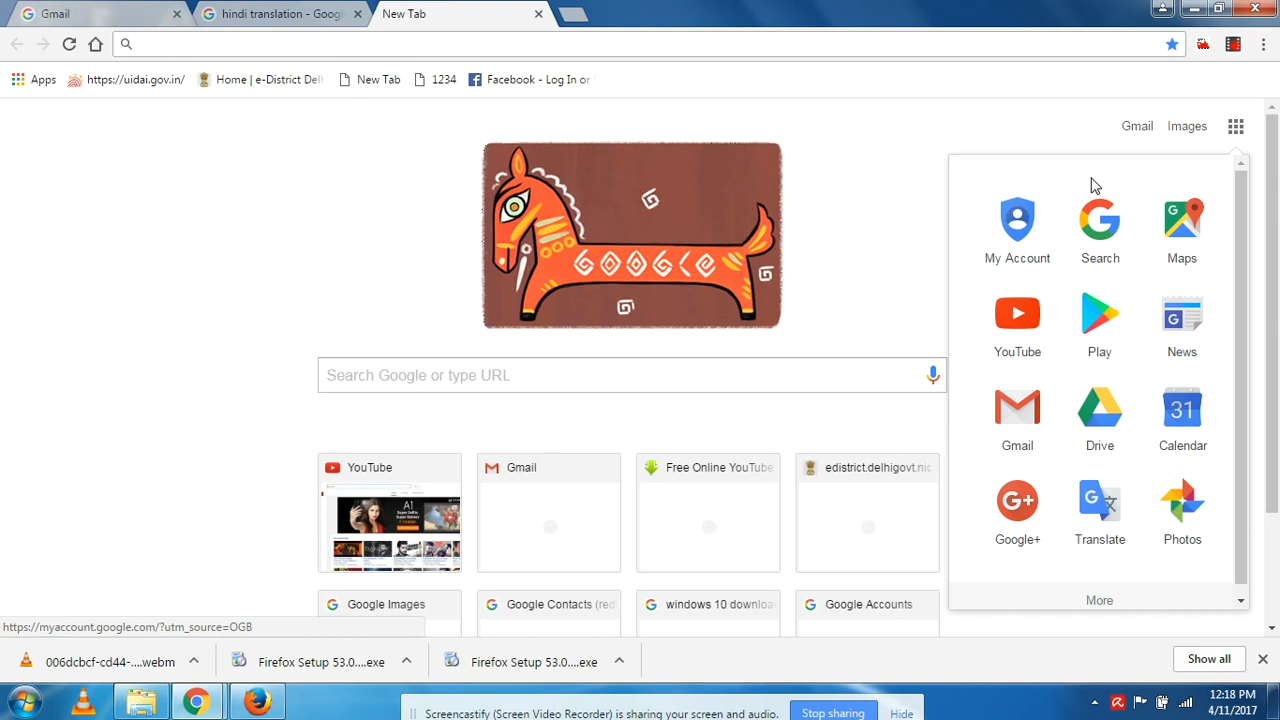 Gmail
hindi translation - Goog
New Tab
Apps
https://uidai.gov.in/
Home | e-District Del
New Tab
1234
Facebook - Log In or
Gmail
Images
My Account
Search
Maps
YouTube
Play
News
Search Google or type URL
31
Gmail
Drive
Calendar
YouTube
Gmail
Free Online YouTube
edistrict.delhigovt.nic
Google+
Translate
Photos
More
Google Images
Google Contacts (red
windows 10 downloa
Google Accounts
https://myaccount.google.com/?utm_source=OGB
006dcbcf-cd44-....webm
Firefox Setup 53.0....exe
Firefox Setup 53.0....exe
Show all
Screencastify (Screen Video Recorder) is sharing your screen and audio.
Stop sharing
Hide
12:18 PM
4/11/2017